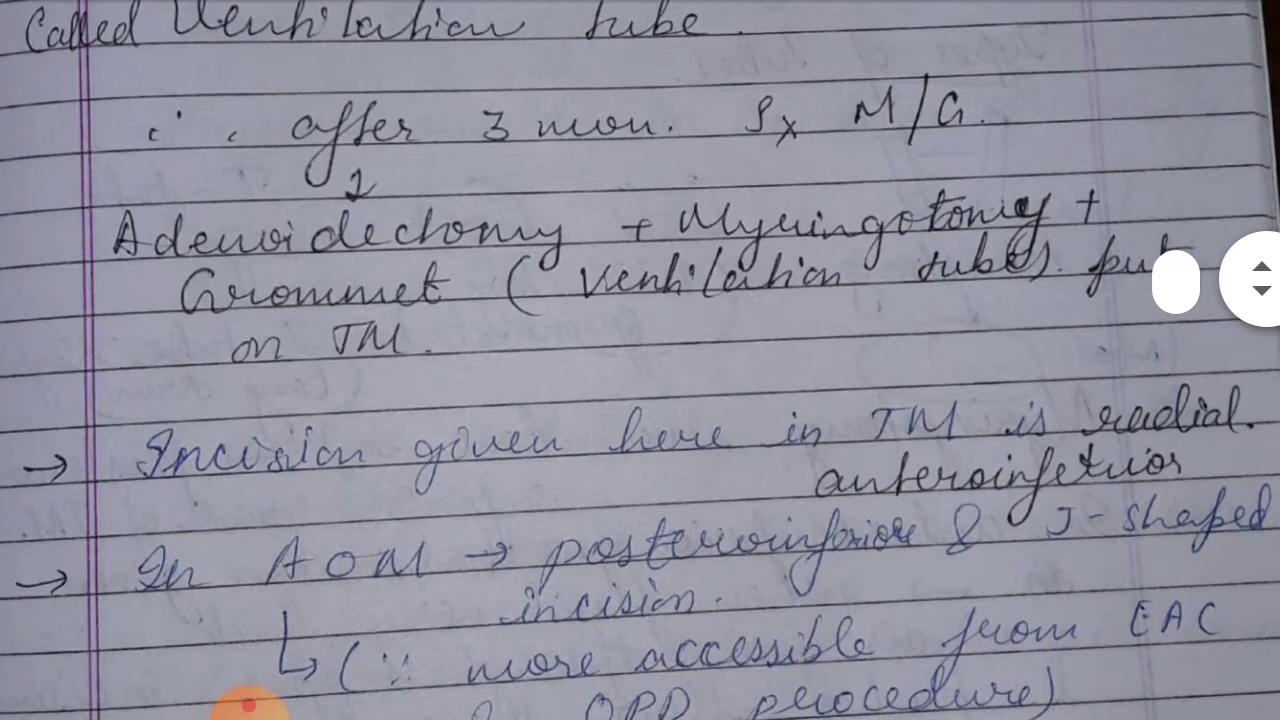 Called Ventilation tube.
∴ after 3 mon. Sx M/G.
Adenoidectomy + Myringotomy +
Grommet (Ventilation tube) put
on TM.
→ Incision given here in TM is radial.
anteroinferior
→ In AOM → posteroinferior & J-shaped
incision.
↳ (∵ more accessible from EAC
OPD procedure)